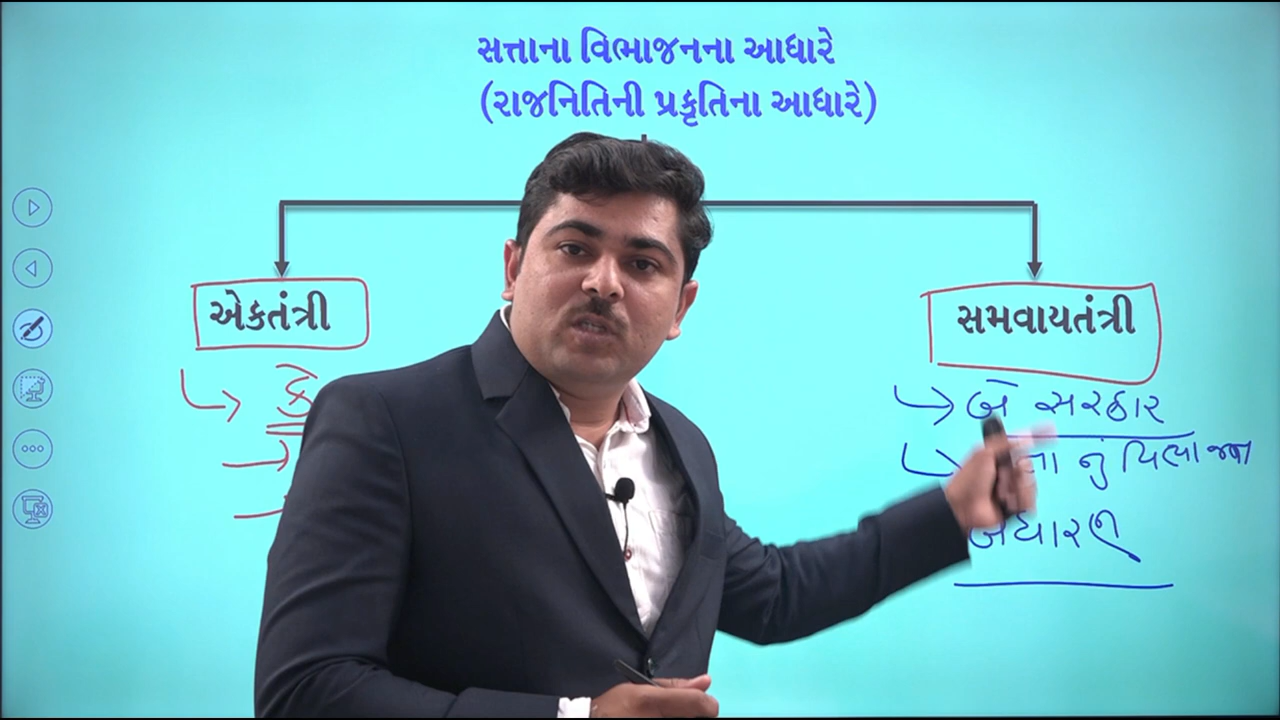 સત્તાના વિભાજનના આધારે
(રાજનિતિની પ્રકૃતિના આધારે)
એકતંત્રી
સમવાયતંત્રી
બે સરકાર
નું વિભાજન
બંધારણ